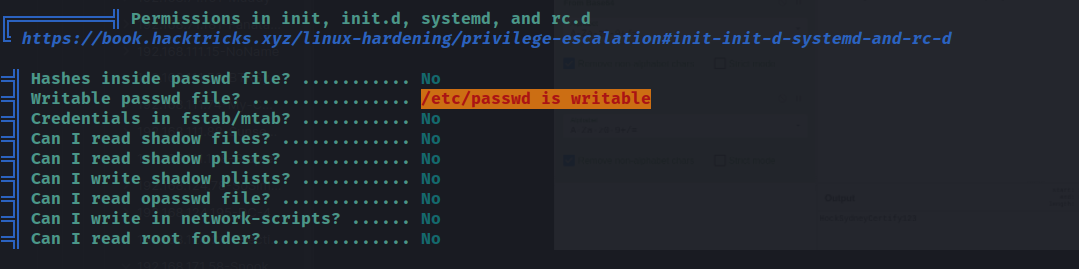 Permissions in init, init.d, systemd, and rc.d
https://book.hacktricks.xyz/linux-hardening/privilege-escalation#init-init-d-systemd-and-rc-d
Hashes inside passwd file? ........... No
Writable passwd file? ................ /etc/passwd is writable
Credentials in fstab/mtab? ........... No
Can I read shadow files? ............. No
Can I read shadow plists? ............ No
Can I write shadow plists? ........... No
Can I read opasswd file? ............. No
Can I write in network-scripts? ...... No
Can I read root folder? .............. No
Output